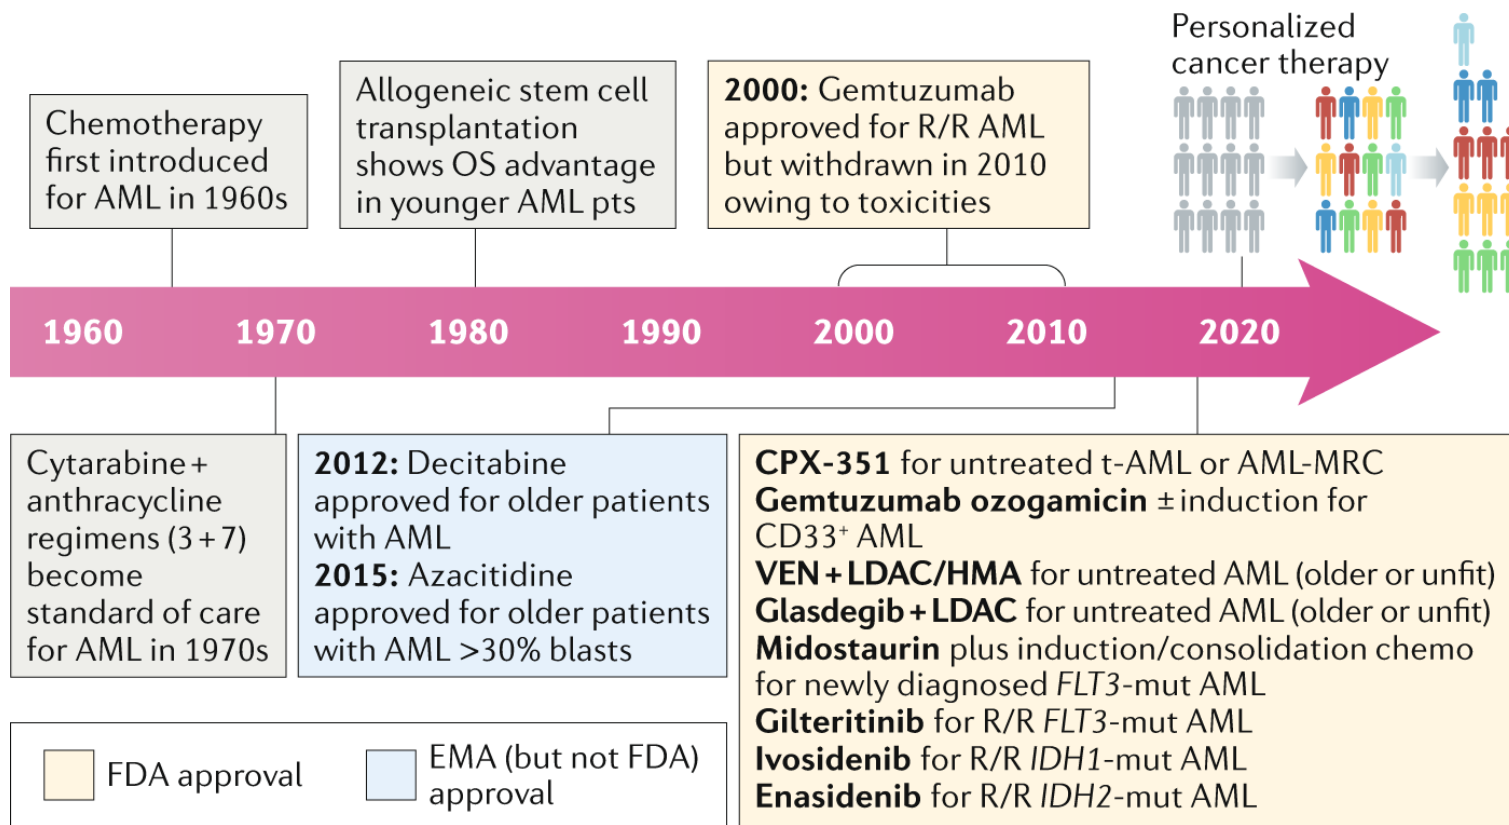 Personalized
cancer therapy
Chemotherapy
first introduced
for AML in 1960s
Allogeneic stem cell
transplantation
shows OS advantage
in younger AML pts
2000: Gemtuzumab
approved for R/R AML
but withdrawn in 2010
owing to toxicities
1960 1970 1980 1990 2000 2010 2020
Cytarabine +
anthracycline
regimens (3 + 7)
become
standard of care
for AML in 1970s
2012: Decitabine
approved for older patients
with AML
2015: Azacitidine
approved for older patients
with AML >30% blasts
CPX-351 for untreated t-AML or AML-MRC
Gemtuzumab ozogamicin ± induction for
CD33⁺ AML
VEN + LDAC/HMA for untreated AML (older or unfit)
Glasdegib + LDAC for untreated AML (older or unfit)
Midostaurin plus induction/consolidation chemo
for newly diagnosed FLT3-mut AML
Gilteritinib for R/R FLT3-mut AML
Ivosidenib for R/R IDH1-mut AML
Enasidenib for R/R IDH2-mut AML
FDA approval
EMA (but not FDA)
approval